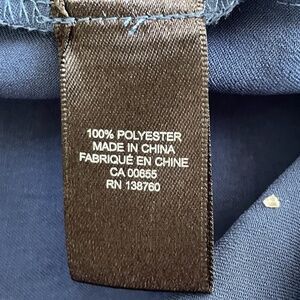 100% POLYESTER
MADE IN CHINA
FABRIQUÉ EN CHINE
CA 00655
RN 138760